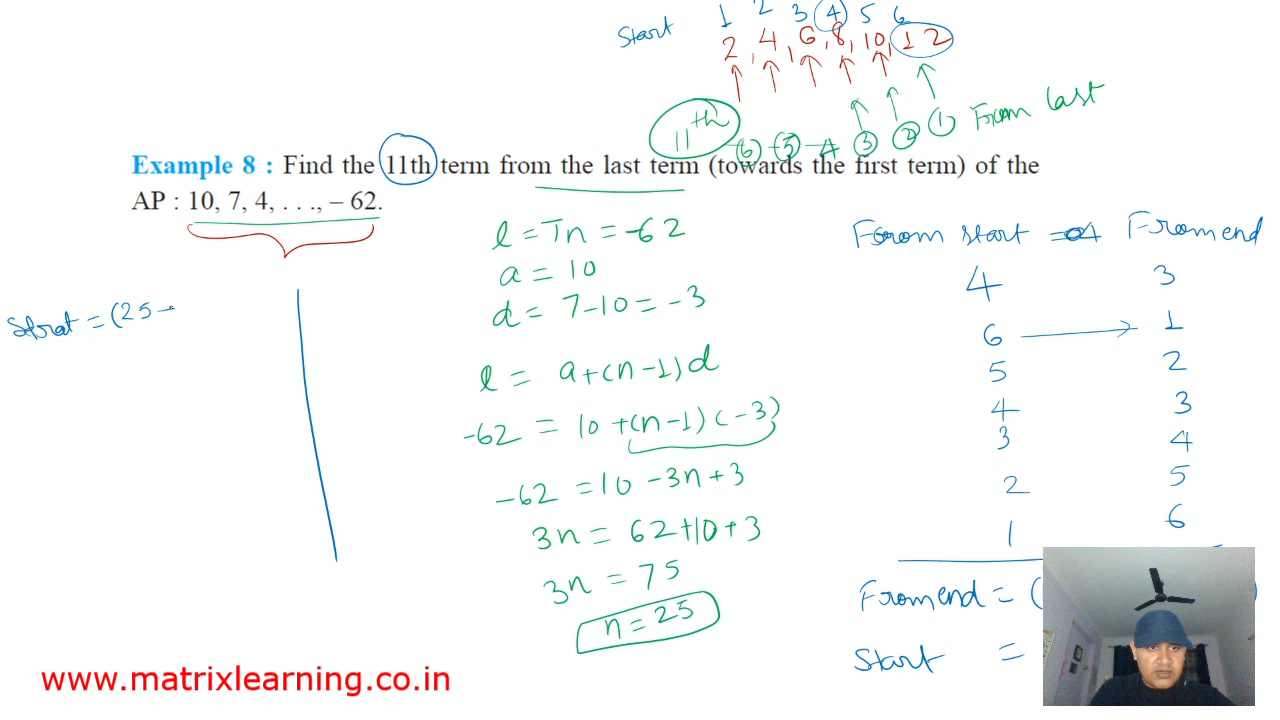 Start 1 2 3 4 5 6
2, 4, 6, 8, 10, 12
11th 6 5 4 3 2 1 From last
Example 8 : Find the 11th term from the last term (towards the first term) of the
AP : 10, 7, 4, . . ., – 62.
l = Tn = -62
a = 10
d = 7-10 = -3
l = a+(n-1)d
-62 = 10 +(n-1)(-3)
-62 = 10 -3n+3
3n = 62+10+3
3n = 75
n = 25
From start = 4 From end
4 3
6 1
5 2
4 3
3 4
2 5
1 6
From end = (
Start =
= (25 -
www.matrixlearning.co.in